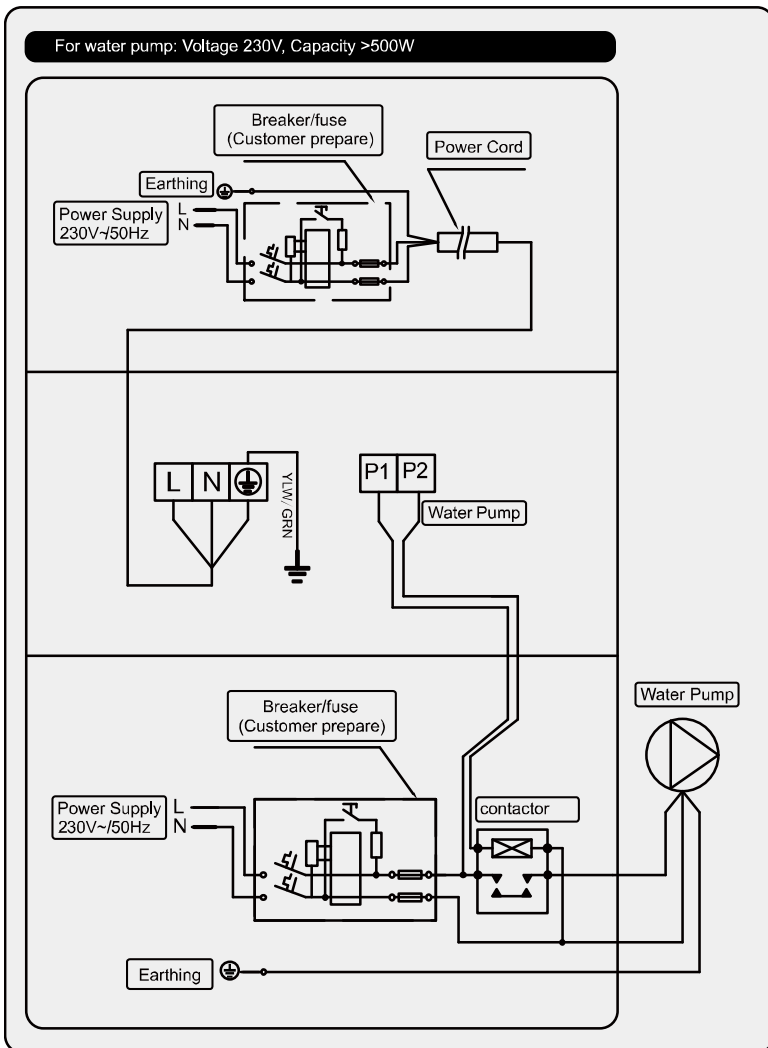 For water pump: Voltage 230V, Capacity >500W
Breaker/fuse
(Customer prepare)
Power Cord
Earthing
Power Supply
230V~/50Hz
L
N
L N
YLW/GRN
P1 P2
Water Pump
Water Pump
Breaker/fuse
(Customer prepare)
Power Supply
230V~/50Hz
L
N
contactor
Earthing